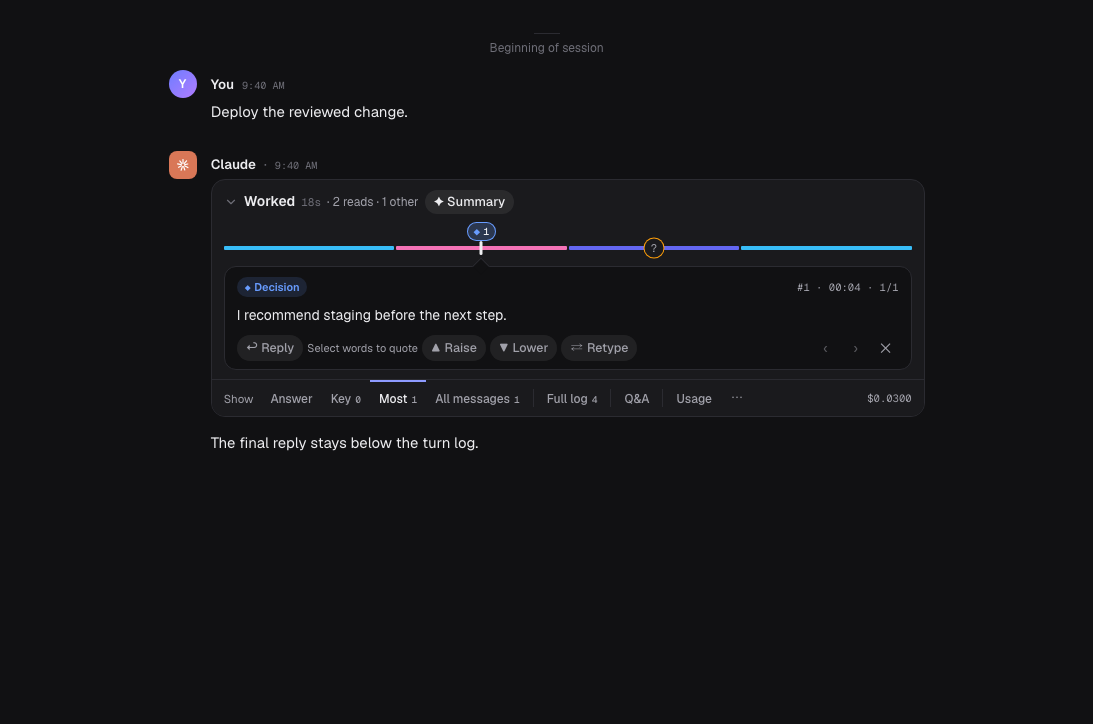 Beginning of session
Y You 9:40 AM
Deploy the reviewed change.
Claude · 9:40 AM
Worked 18s · 2 reads · 1 other ✦ Summary
◆ 1
?
◆ Decision #1 · 00:04 · 1/1
I recommend staging before the next step.
↩ Reply Select words to quote ▲ Raise ▼ Lower ⇄ Retype ‹ › ×
Show Answer Key 0 Most 1 All messages 1 Full log 4 Q&A Usage ··· $0.0300
The final reply stays below the turn log.